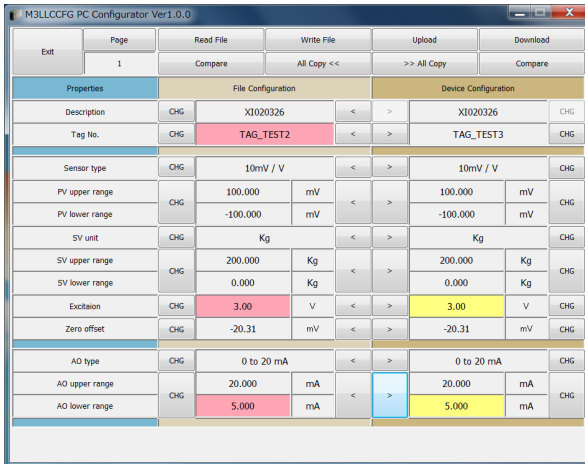 M3LLCCFG PC Configurator Ver1.0.0
Exit Page Read File Write File Upload Download
1 Compare All Copy << >> All Copy Compare
Properties File Configuration Device Configuration
Description CHG XI020326 < > XI020326 CHG
Tag No. CHG TAG_TEST2 < > TAG_TEST3 CHG
Sensor type CHG 10mV / V < > 10mV / V CHG
PV upper range CHG 100.000 mV < > 100.000 mV CHG
PV lower range -100.000 mV -100.000 mV
SV unit CHG Kg < > Kg CHG
SV upper range CHG 200.000 Kg < > 200.000 Kg CHG
SV lower range 0.000 Kg 0.000 Kg
Excitaion CHG 3.00 V < > 3.00 V CHG
Zero offset CHG -20.31 mV < > -20.31 mV CHG
AO type CHG 0 to 20 mA < > 0 to 20 mA CHG
AO upper range CHG 20.000 mA < > 20.000 mA CHG
AO lower range 5.000 mA 5.000 mA